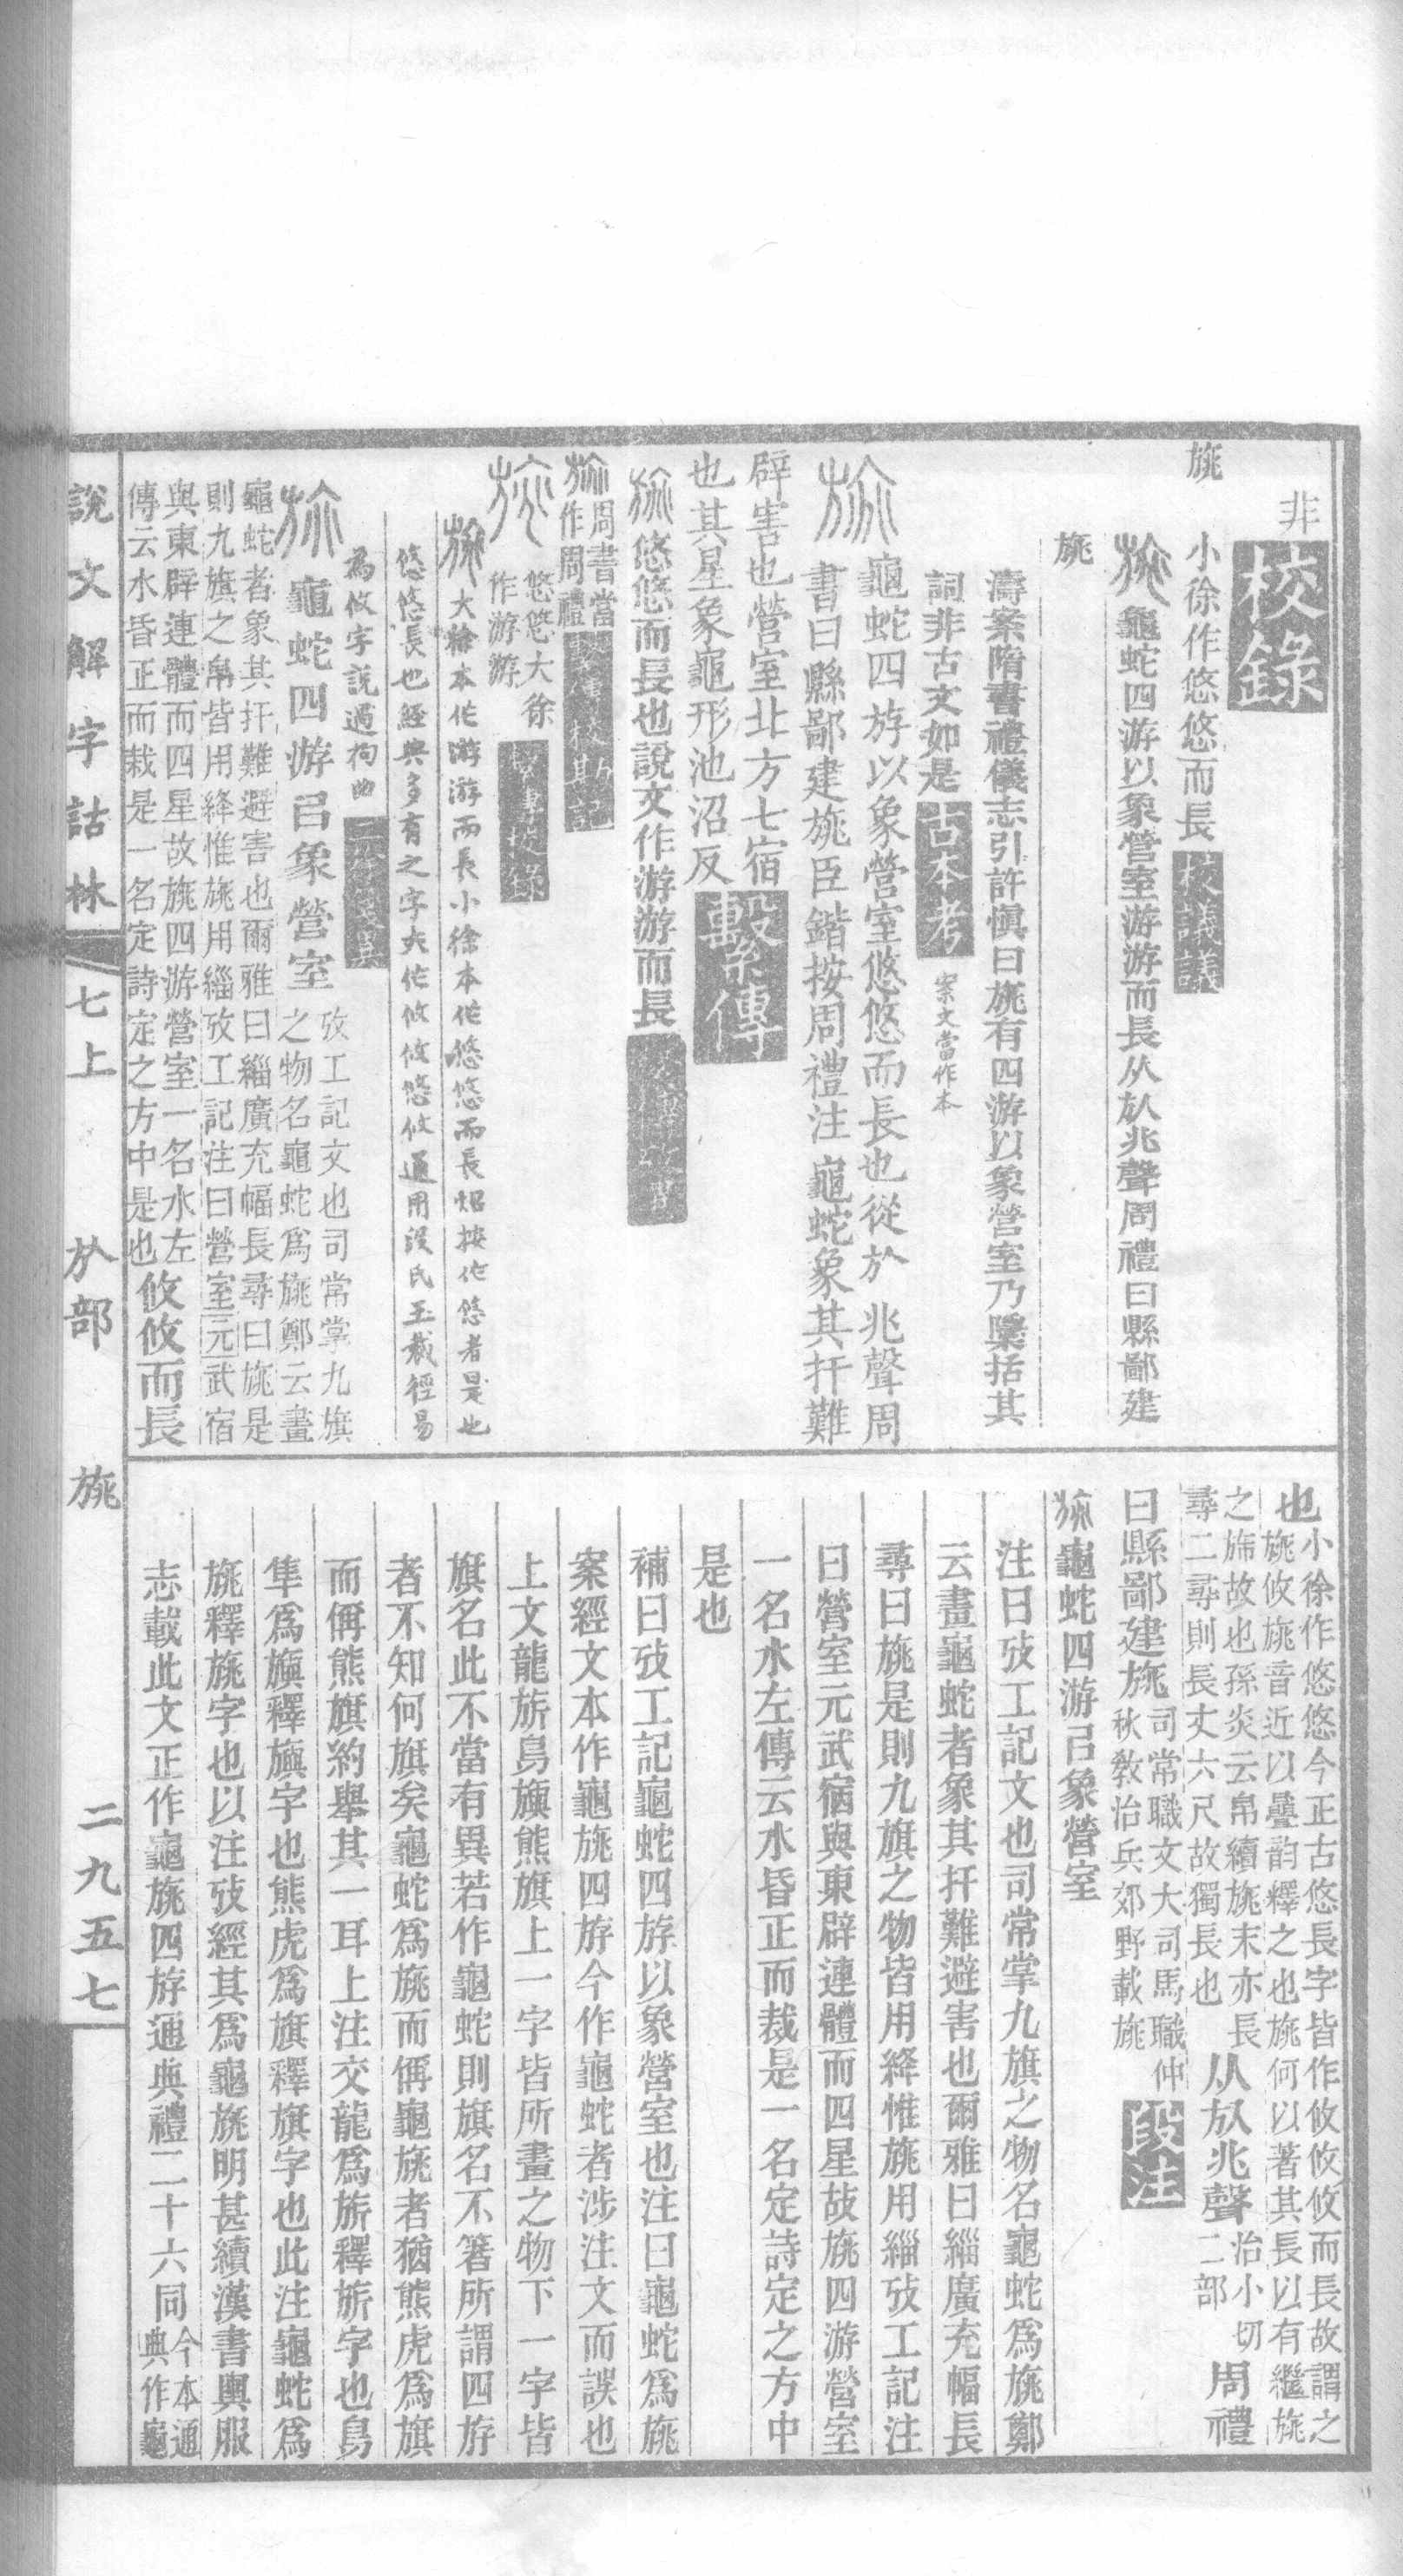 非校錄
旐
小徐作悠悠而長校議議
旐龜蛇四游以象營室游游而長从㫃兆聲周禮曰縣鄙建
旐
濤案隋書禮儀志引許愼曰旐有四游以象營室乃櫽括其
詞非古文如是古本考案文當作本
旐龜蛇四斿以象營室悠悠而長也從㫃兆聲周
書曰縣鄙建旐臣鍇按周禮注龜蛇象其扞難
辟害也營室北方七宿
也其星象龜形池沼反繫傳
旐悠悠而長也說文作游游而長
旐周書當
作周禮繫傳校勘記
旐悠悠大徐
作游游繫傳校錄
旐大徐本作游游而長小徐本作悠悠而長炤按作悠者是也
悠悠長也經典多有之字六作攸攸悠攸通用段氏玉裁徑易
為攸字說過拘曲二徐箋異
旐龜蛇四游㠯象營室
攷工記文也司常掌九旗
之物名龜蛇爲旐鄭云畫
龜蛇者象其扞難避害也爾雅曰緇廣充幅長尋曰旐是
則九旗之帛皆用絳惟旐用緇攷工記注曰營室元武宿
與東辟連體而四星故旐四游營室一名水左
傳云水昏正而栽是一名定詩定之方中是也攸攸而長
也
小徐作悠悠今正古悠長字皆作攸攸攸而長故謂之
旐攸旐音近以曡韵釋之也旐何以著其長以有繼旐
之旆故也孫炎云帛續旐末亦長
尋二尋則長丈六尺故獨長也从㫃兆聲治小切
二部周禮
曰縣鄙建旐司常職文大司馬職仲
秋敎治兵郊野載旐段注
旐龜蛇四游㠯象營室
注曰攷工記文也司常掌九旗之物名龜蛇爲旐鄭
云畫龜蛇者象其扞難避害也爾雅曰緇廣充幅長
尋曰旐是則九旗之物皆用絳惟旐用緇攷工記注
曰營室元武宿與東辟連體而四星故旐四游營室
一名水左傳云水昏正而裁是一名定詩定之方中
是也
補曰攷工記龜蛇四斿以象營室也注曰龜蛇爲旐
案經文本作龜旐四斿今作龜蛇者涉注文而誤也
上文龍旂鳥旟熊旗上一字皆所畫之物下一字皆
旗名此不當有異若作龜蛇則旗名不箸所謂四斿
者不知何旗矣龜蛇爲旐而偁龜旐者猶熊虎爲旗
而偁熊旗約舉其一耳上注交龍爲旂釋旂字也鳥
隼爲旟釋旟字也熊虎爲旗釋旗字也此注龜蛇爲
旐釋旐字也以注攷經其爲龜旐明甚續漢書輿服
志載此文正作龜旐四斿通典禮二十六同今本通
典作龜
說文解字詁林 七上 㫃部 旐 二九五七